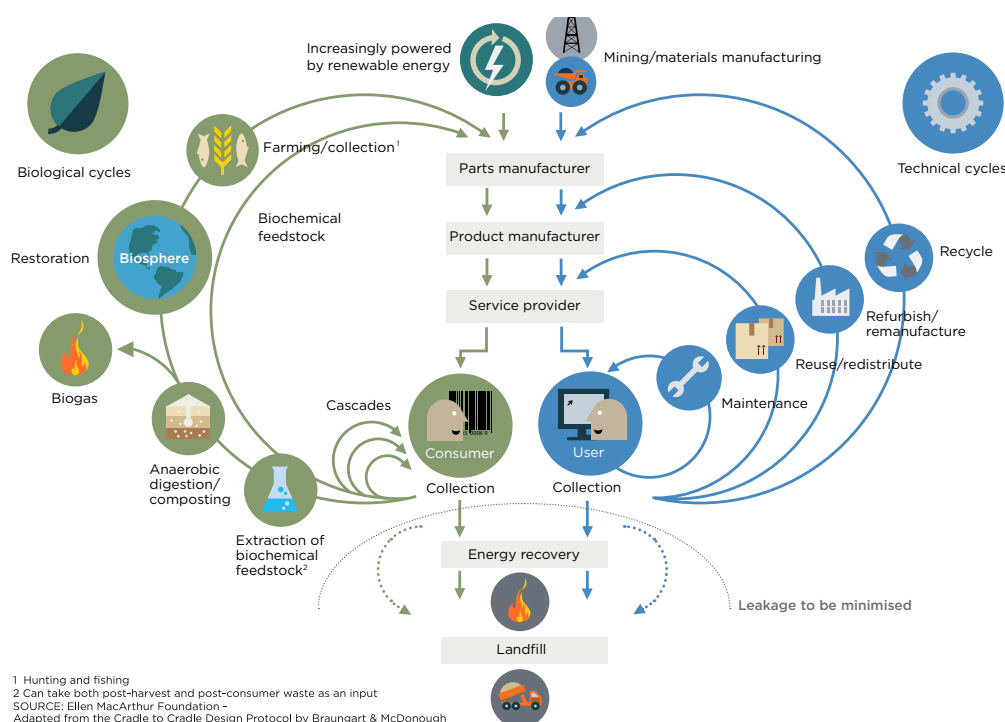 Increasingly powered
by renewable energy
Mining/materials manufacturing
Biological cycles
Technical cycles
Farming/collection¹
Parts manufacturer
Biochemical
feedstock
Product manufacturer
Restoration
Biosphere
Recycle
Service provider
Refurbish/
remanufacture
Reuse/redistribute
Biogas
Maintenance
Cascades
Consumer
User
Anaerobic
digestion/
composting
Collection
Collection
Extraction of
biochemical
feedstock²
Energy recovery
Leakage to be minimised
Landfill
1 Hunting and fishing
2 Can take both post-harvest and post-consumer waste as an input
SOURCE: Ellen MacArthur Foundation –
Adapted from the Cradle to Cradle Design Protocol by Braungart & McDonough